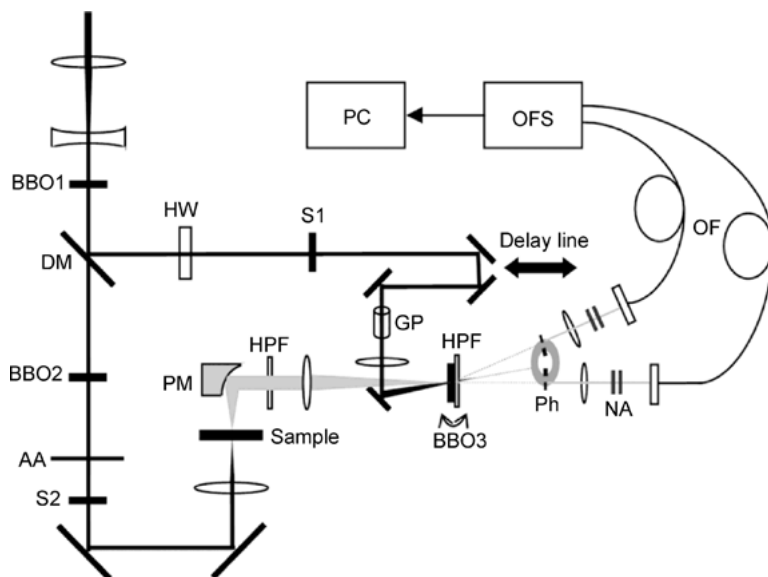 PC
OFS
BBO1
HW
S1
OF
Delay line
DM
GP
HPF
HPF
BBO2
PM
Ph
NA
BBO3
Sample
AA
S2